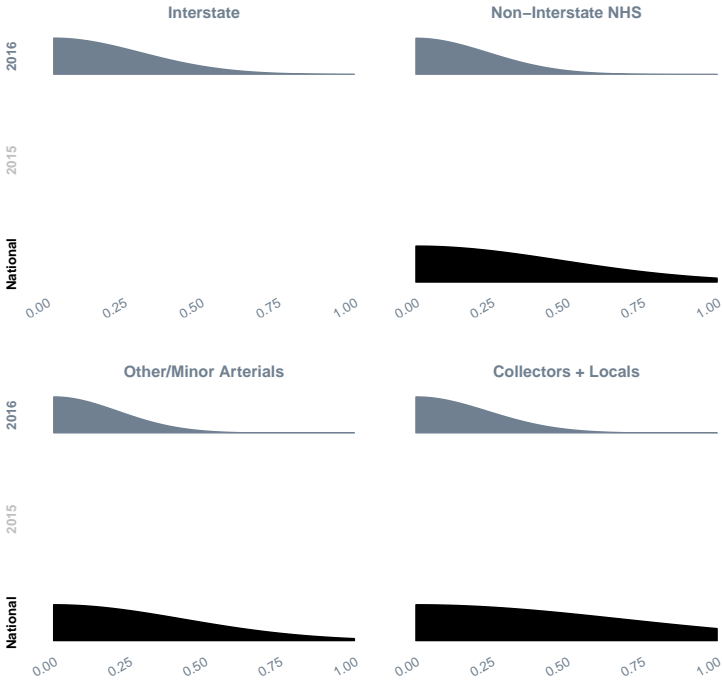 Interstate
Non−Interstate NHS
2016
2015
National
0.00 0.25 0.50 0.75 1.00
0.00 0.25 0.50 0.75 1.00
Other/Minor Arterials
Collectors + Locals
2016
2015
National
0.00 0.25 0.50 0.75 1.00
0.00 0.25 0.50 0.75 1.00